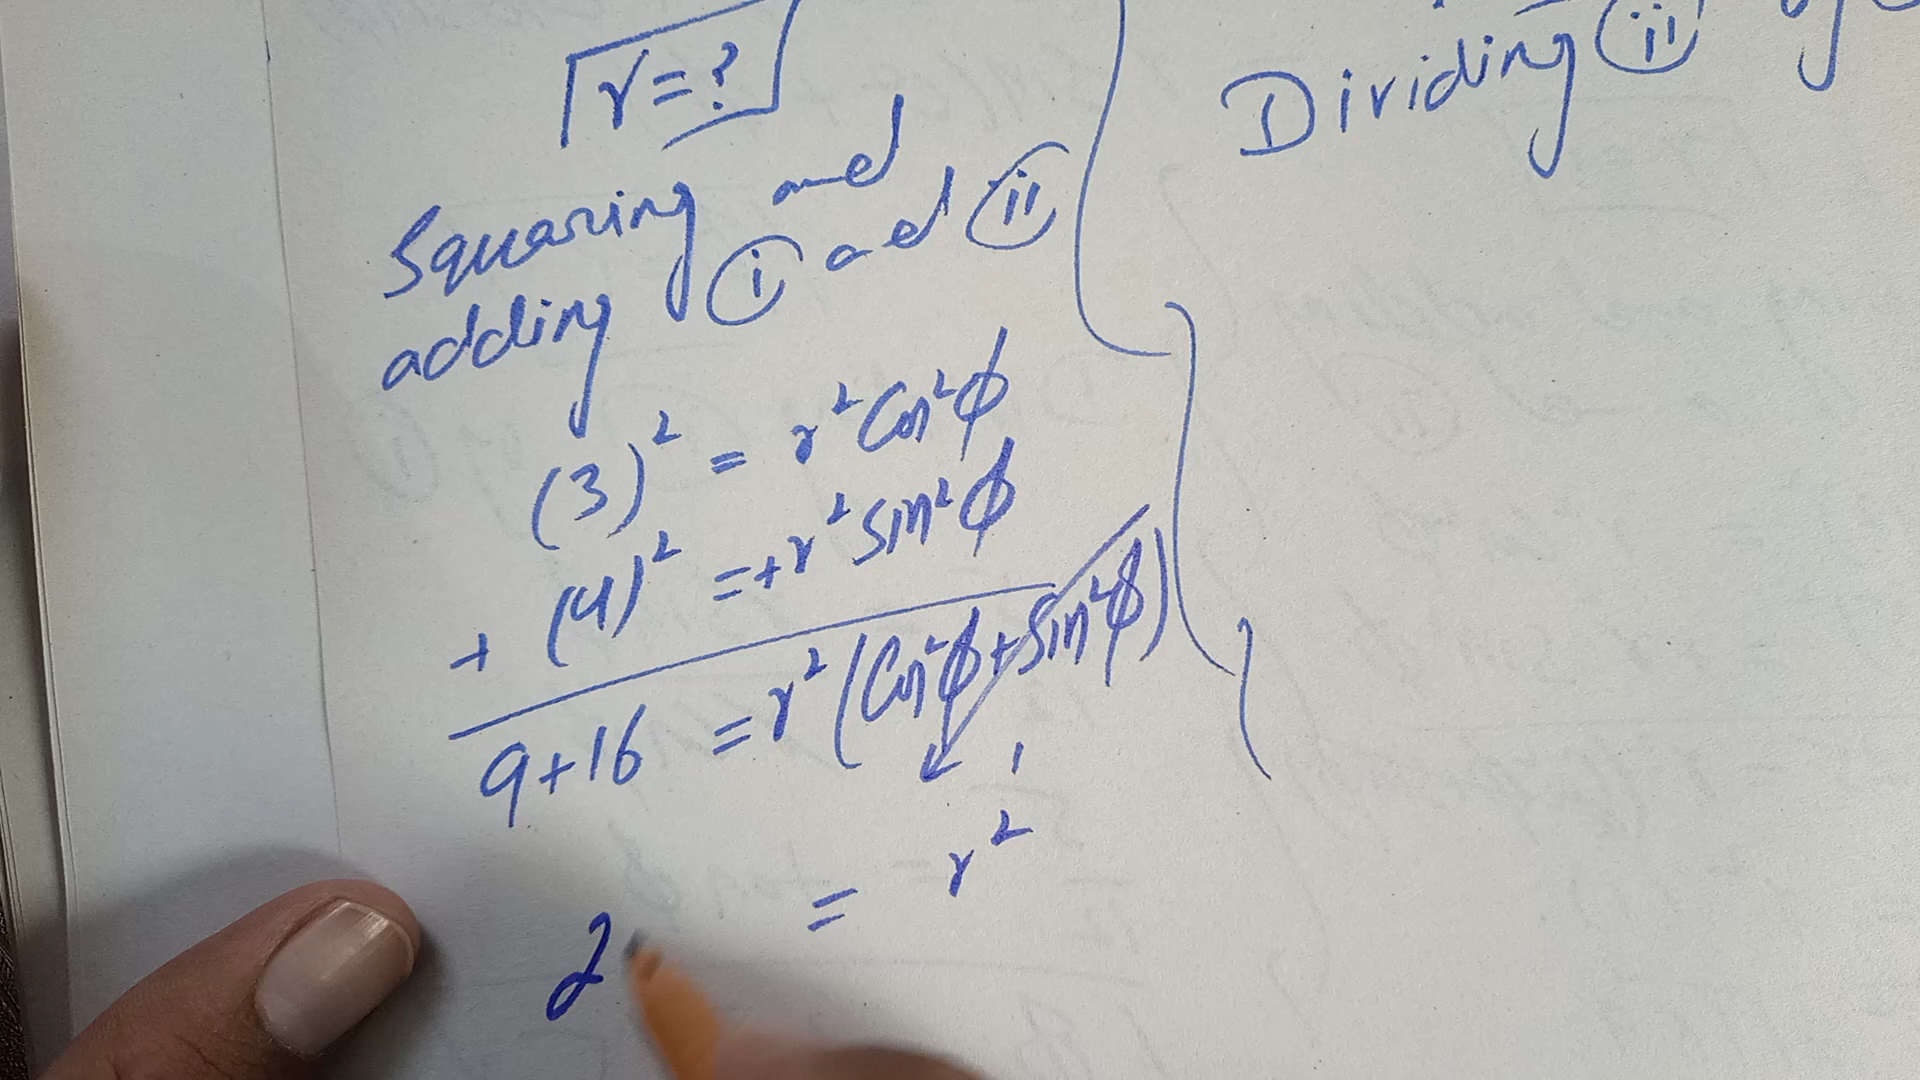 r = ?
Squaring and
adding (i) and (ii)
(3)² = r² Cos²ϕ
+ (4)² = + r² Sin²ϕ
9+16 = r² (Cos²ϕ + Sin²ϕ)
1
2 = r²
Dividing (ii)